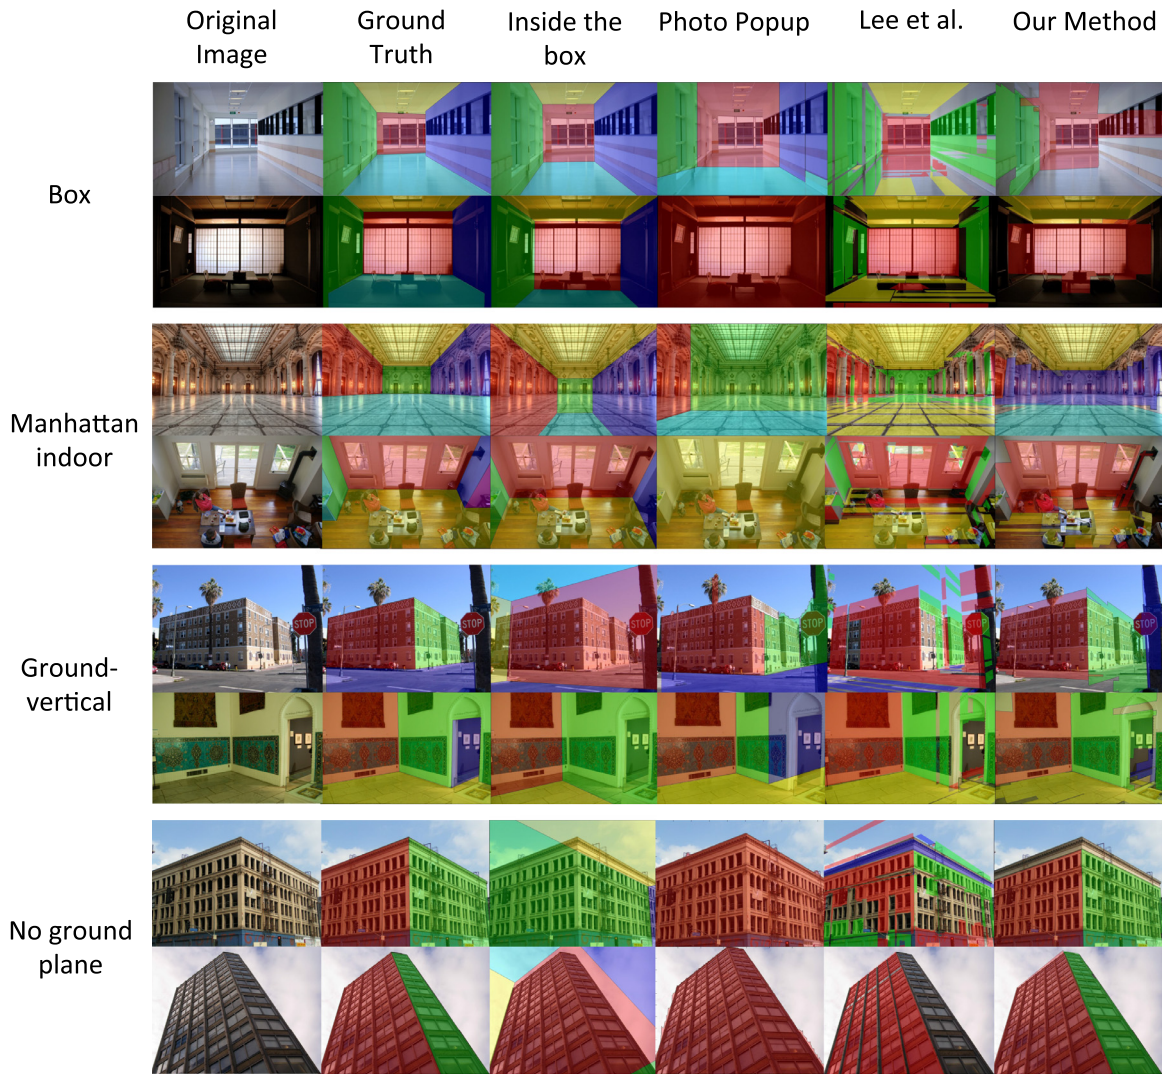 Original
Image
Ground
Truth
Inside the
box
Photo Popup
Lee et al.
Our Method
Box
Manhattan
indoor
Ground-
vertical
STOP
STOP
STOP
STOP
STOP
STOP
No ground
plane